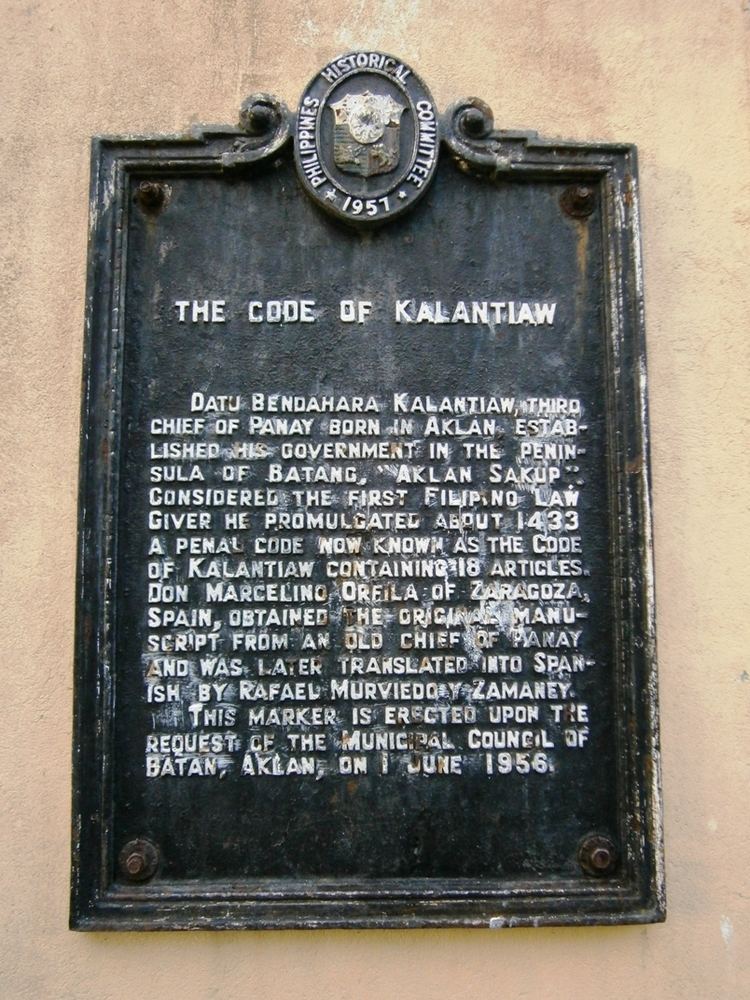 PHILIPPINES HISTORICAL COMMITTEE
★ 1957 ★
THE CODE OF KALANTIAW
DATU BENDAHARA KALANTIAW, THIRD
CHIEF OF PANAY BORN IN AKLAN ESTAB-
LISHED HIS GOVERNMENT IN THE PENIN-
SULA OF BATANG, "AKLAN SAKUP".
CONSIDERED THE FIRST FILIPINO LAW
GIVER HE PROMULGATED ABOUT 1433
A PENAL CODE NOW KNOWN AS THE CODE
OF KALANTIAW CONTAINING 18 ARTICLES.
DON MARCELINO ORFILA OF ZARAGOZA,
SPAIN, OBTAINED THE ORIGINAL MANU-
SCRIPT FROM AN OLD CHIEF OF PANAY
AND WAS LATER TRANSLATED INTO SPAN-
ISH BY RAFAEL MURVIEDO Y ZAMANEY.
THIS MARKER IS ERECTED UPON THE
REQUEST OF THE MUNICIPAL COUNCIL OF
BATAN, AKLAN, ON 1 JUNE 1956.